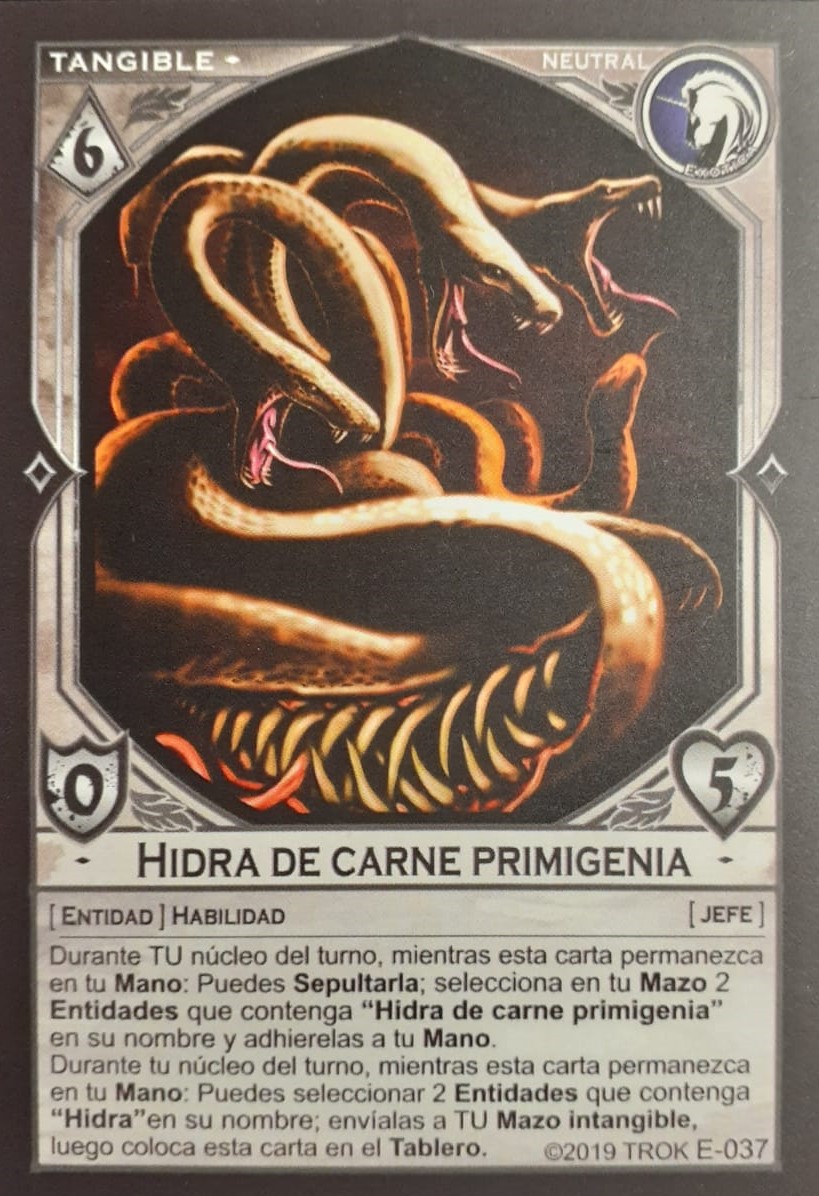 TANGIBLE
NEUTRAL
6
0
5
HIDRA DE CARNE PRIMIGENIA
[ ENTIDAD ] HABILIDAD [ JEFE ]
Durante TU núcleo del turno, mientras esta carta permanezca
en tu Mano: Puedes Sepultarla; selecciona en tu Mazo 2
Entidades que contenga “Hidra de carne primigenia”
en su nombre y adhierelas a tu Mano.
Durante tu núcleo del turno, mientras esta carta permanezca
en tu Mano: Puedes seleccionar 2 Entidades que contenga
“Hidra”en su nombre; envíalas a TU Mazo intangible,
luego coloca esta carta en el Tablero. ©2019 TROK E-037